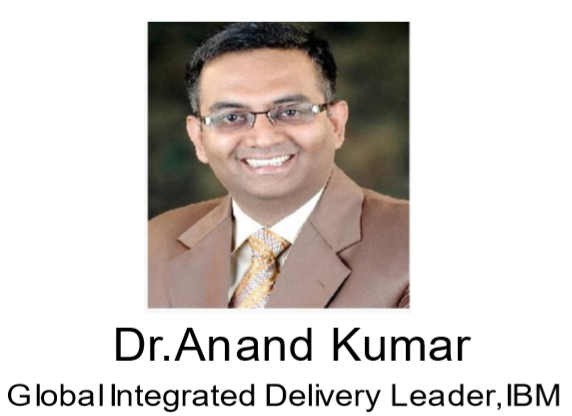 Dr.Anand Kumar
Global Integrated Delivery Leader,IBM